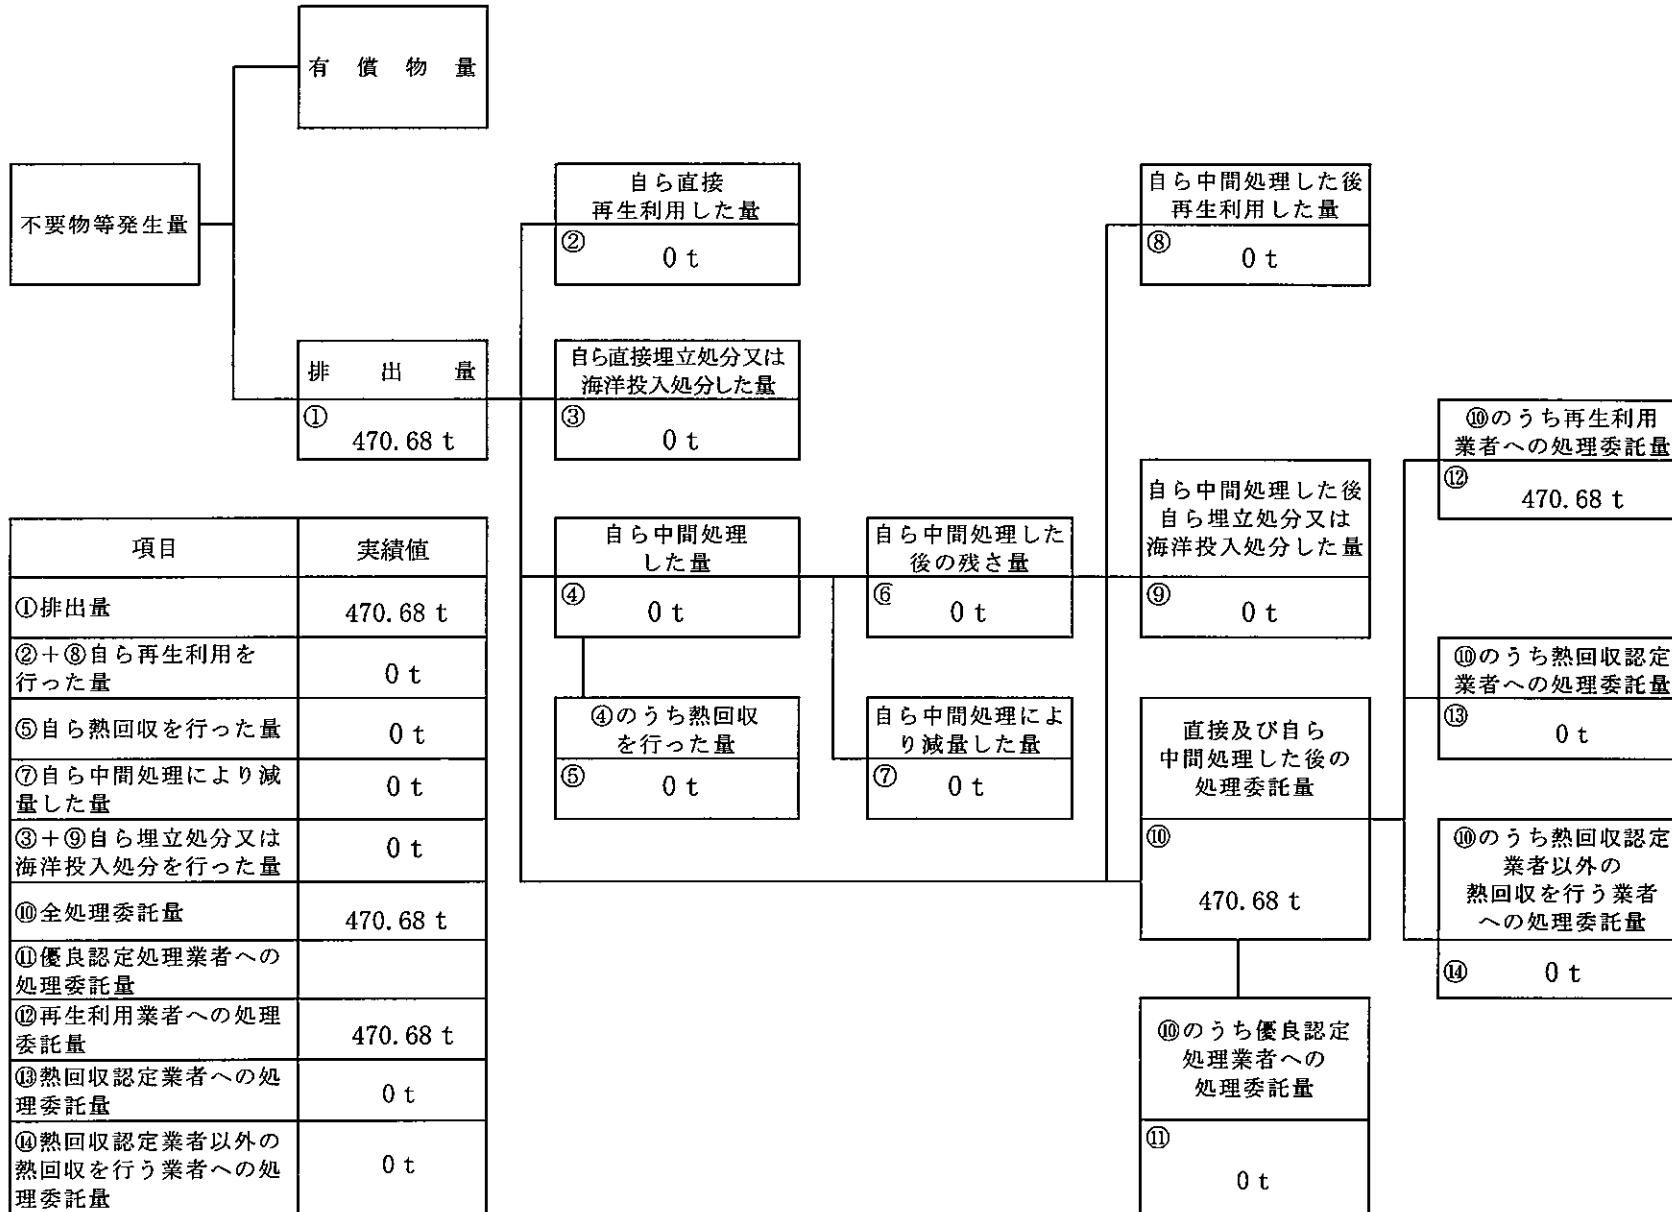 有償物量
不要物等発生量
排出量
①
470.68 t
自ら直接
再生利用した量
②
0 t
自ら直接埋立処分又は
海洋投入処分した量
③
0 t
自ら中間処理
した量
④
0 t
④のうち熱回収
を行った量
⑤
0 t
自ら中間処理した
後の残さ量
⑥
0 t
自ら中間処理によ
り減量した量
⑦
0 t
自ら中間処理した後
再生利用した量
⑧
0 t
自ら中間処理した後
自ら埋立処分又は
海洋投入処分した量
⑨
0 t
直接及び自ら
中間処理した後の
処理委託量
⑩
470.68 t
⑩のうち優良認定
処理業者への
処理委託量
⑪
0 t
⑩のうち再生利用
業者への処理委託量
⑫
470.68 t
⑩のうち熱回収認定
業者への処理委託量
⑬
0 t
⑩のうち熱回収認定
業者以外の
熱回収を行う業者
への処理委託量
⑭
0 t
項目 実績値
①排出量 470.68 t
②+⑧自ら再生利用を
行った量 0 t
⑤自ら熱回収を行った量 0 t
⑦自ら中間処理により減
量した量 0 t
③+⑨自ら埋立処分又は
海洋投入処分を行った量 0 t
⑩全処理委託量 470.68 t
⑪優良認定処理業者への
処理委託量
⑫再生利用業者への処理
委託量 470.68 t
⑬熱回収認定業者への処
理委託量 0 t
⑭熱回収認定業者以外の
熱回収を行う業者への処
理委託量 0 t